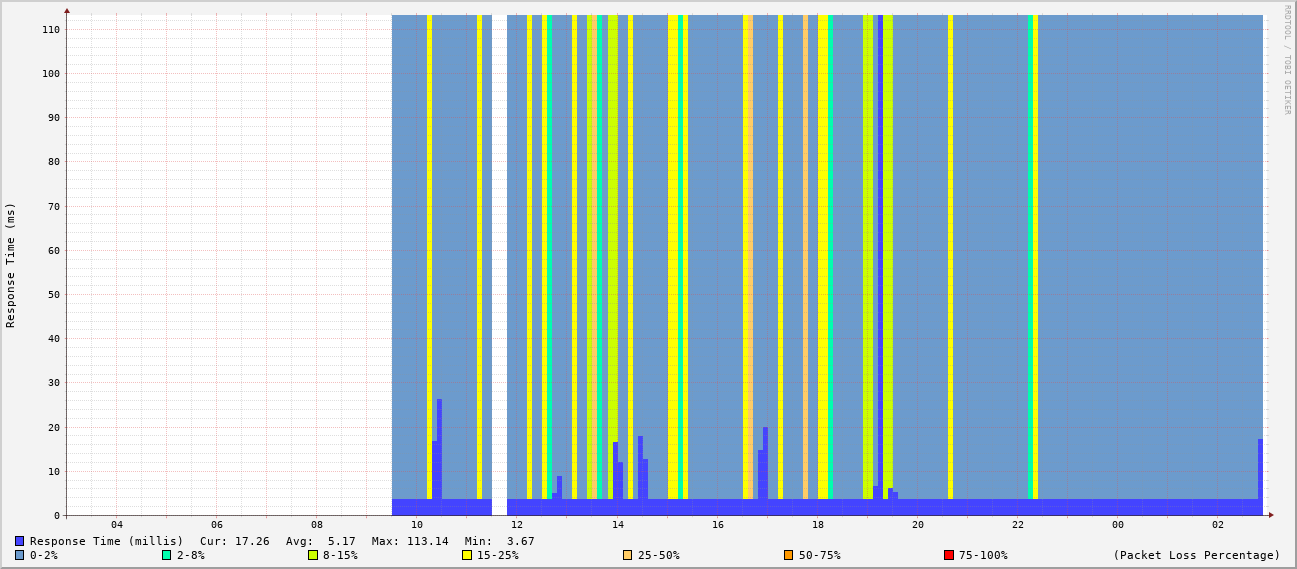 RRDTOOL / TOBI OETIKER
Response Time (ms)
110
100
90
80
70
60
50
40
30
20
10
0
04 06 08 10 12 14 16 18 20 22 00 02
Response Time (millis) Cur: 17.26 Avg: 5.17 Max: 113.14 Min: 3.67
0-2% 2-8% 8-15% 15-25% 25-50% 50-75% 75-100% (Packet Loss Percentage)